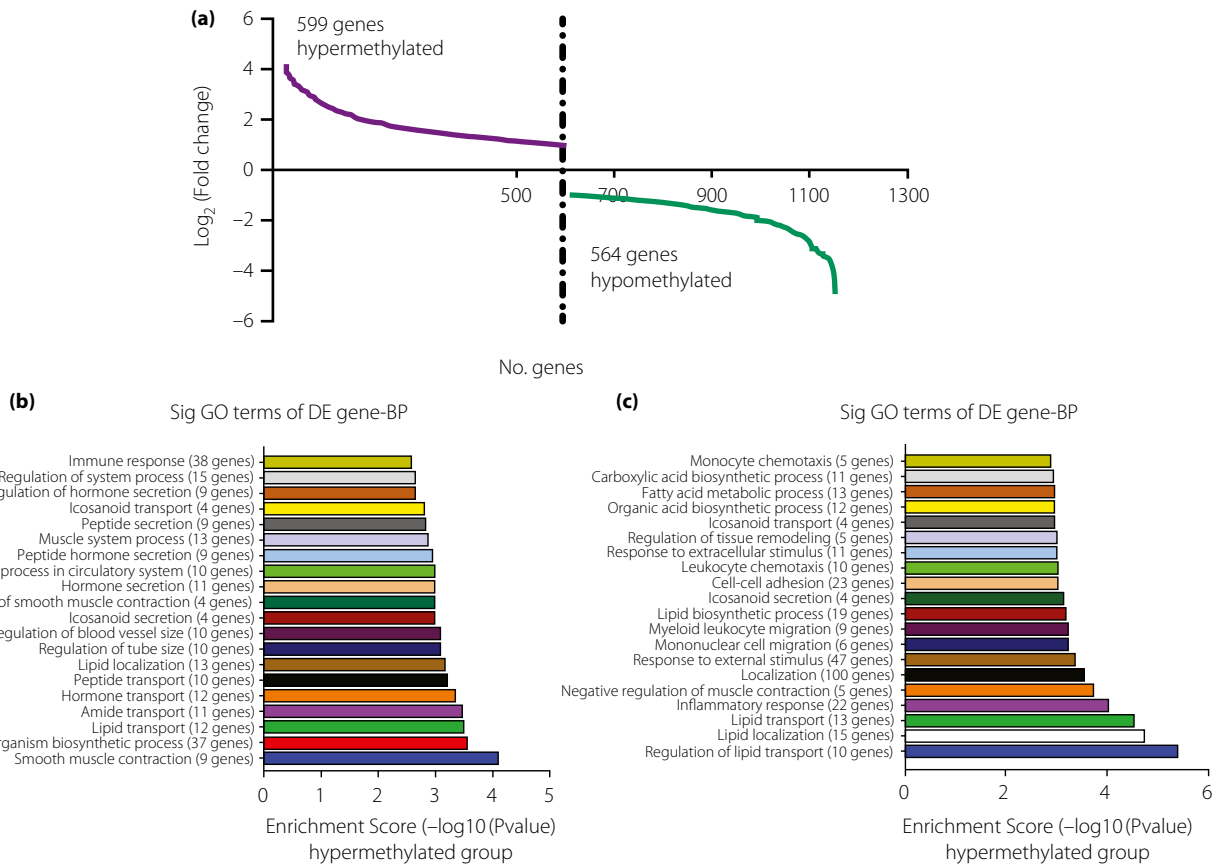 (a)
599 genes
hypermethylated
6
4
2
0
−2
−4
−6
Log2 (Fold change)
500
700
900
1100
1300
564 genes
hypomethylated
No. genes
(b)
Sig GO terms of DE gene-BP
Immune response (38 genes)
Regulation of system process (15 genes)
gulation of hormone secretion (9 genes)
Icosanoid transport (4 genes)
Peptide secretion (9 genes)
Muscle system process (13 genes)
Peptide hormone secretion (9 genes)
process in circulatory system (10 genes)
Hormone secretion (11 genes)
of smooth muscle contraction (4 genes)
Icosanoid secretion (4 genes)
egulation of blood vessel size (10 genes)
Regulation of tube size (10 genes)
Lipid localization (13 genes)
Peptide transport (10 genes)
Hormone transport (12 genes)
Amide transport (11 genes)
Lipid transport (12 genes)
rganism biosynthetic process (37 genes)
Smooth muscle contraction (9 genes)
0
1
2
3
4
5
Enrichment Score (−log10 (Pvalue)
hypermethylated group
(c)
Sig GO terms of DE gene-BP
Monocyte chemotaxis (5 genes)
Carboxylic acid biosynthetic process (11 genes)
Fatty acid metabolic process (13 genes)
Organic acid biosynthetic process (12 genes)
Icosanoid transport (4 genes)
Regulation of tissue remodeling (5 genes)
Response to extracellular stimulus (11 genes)
Leukocyte chemotaxis (10 genes)
Cell-cell adhesion (23 genes)
Icosanoid secretion (4 genes)
Lipid biosynthetic process (19 genes)
Myeloid leukocyte migration (9 genes)
Mononuclear cell migration (6 genes)
Response to external stimulus (47 genes)
Localization (100 genes)
Negative regulation of muscle contraction (5 genes)
Inflammatory response (22 genes)
Lipid transport (13 genes)
Lipid localization (15 genes)
Regulation of lipid transport (10 genes)
0
2
4
6
Enrichment Score (−log10 (Pvalue)
hypermethylated group